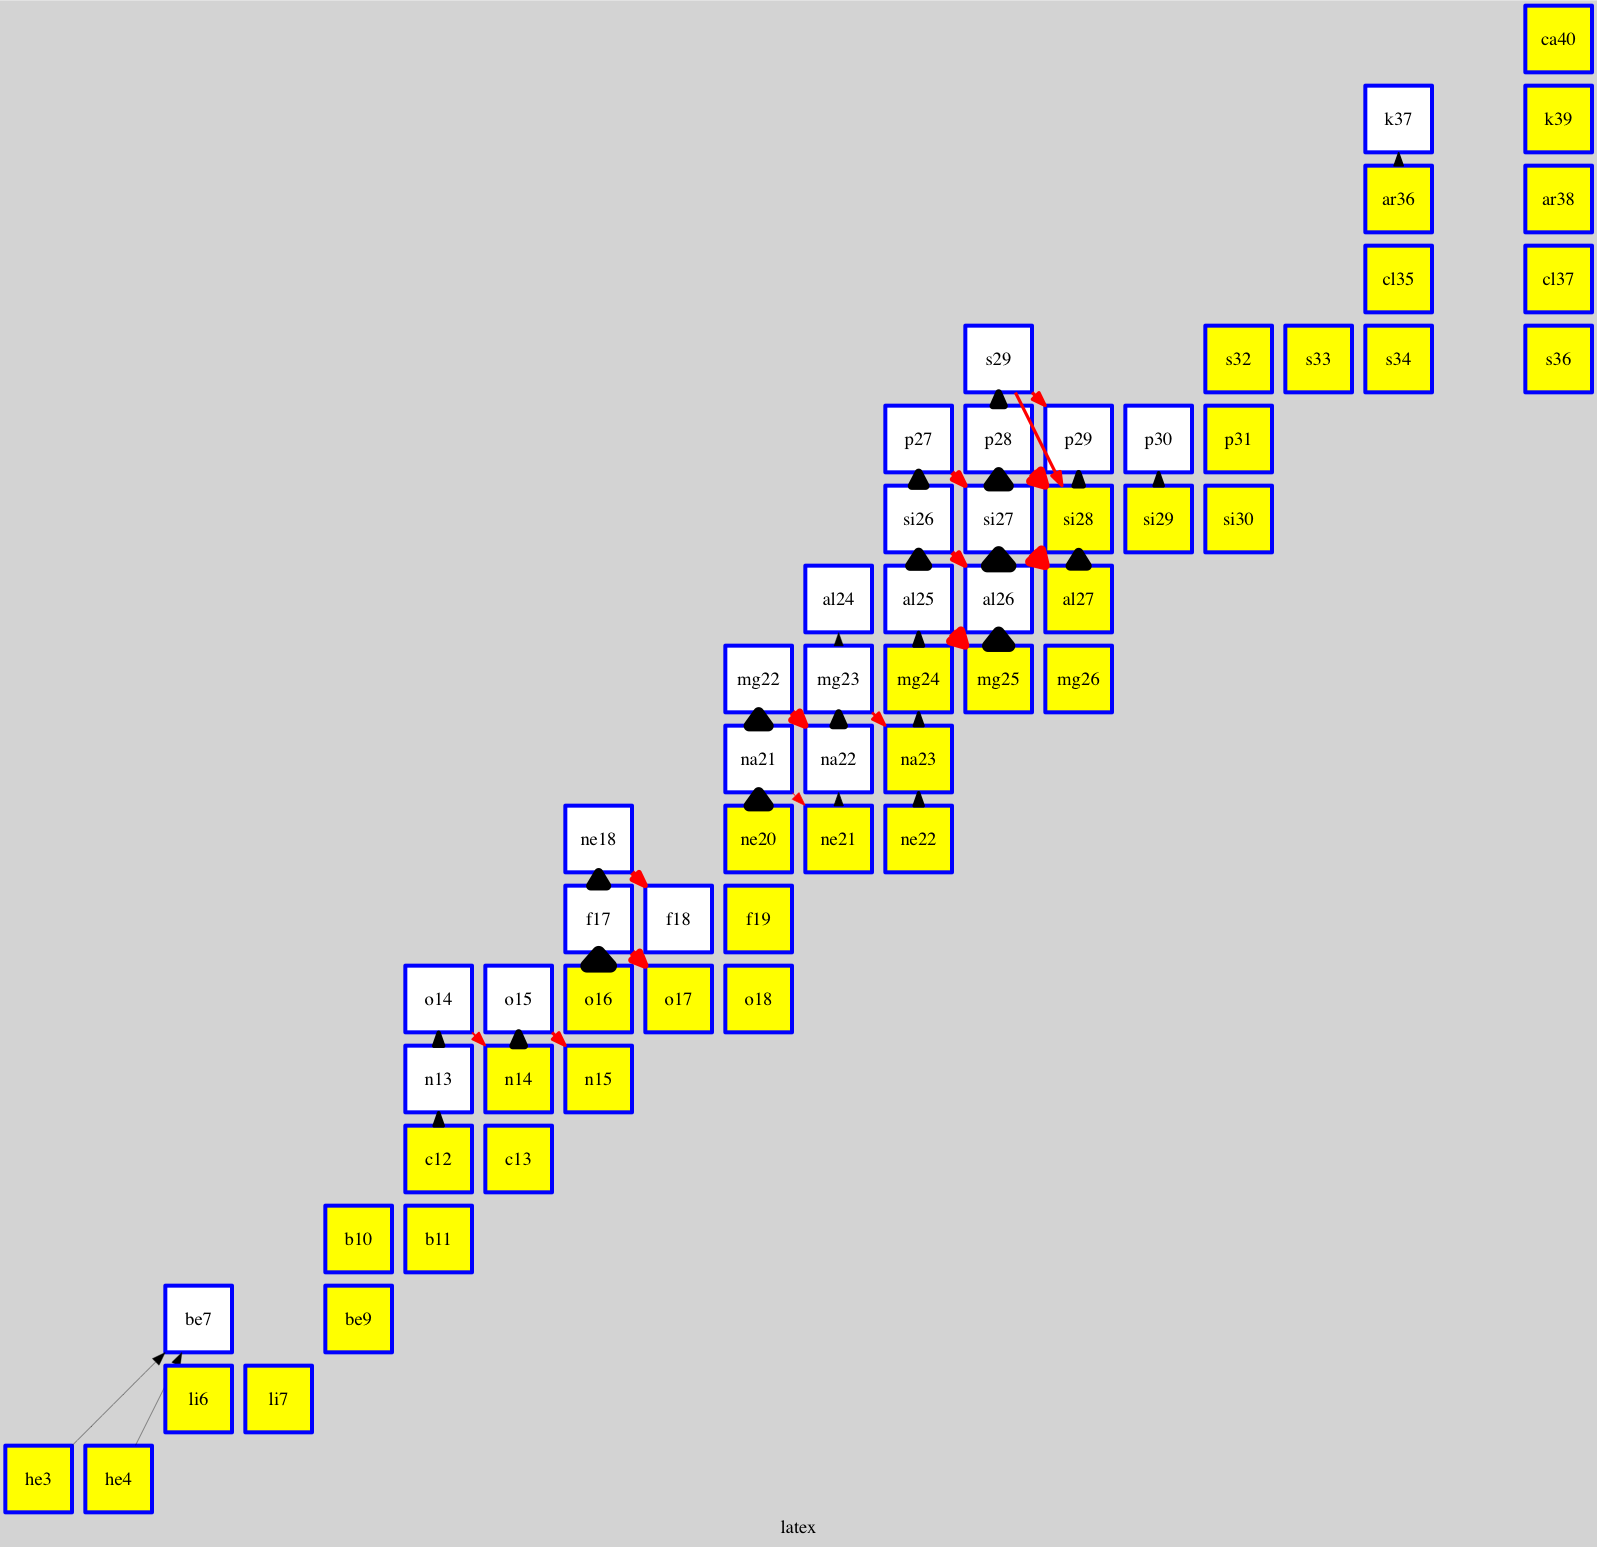 ca40
k37 k39
ar36 ar38
cl35 cl37
s29 s32 s33 s34 s36
p27 p28 p29 p30 p31
si26 si27 si28 si29 si30
al24 al25 al26 al27
mg22 mg23 mg24 mg25 mg26
na21 na22 na23
ne18 ne20 ne21 ne22
f17 f18 f19
o14 o15 o16 o17 o18
n13 n14 n15
c12 c13
b10 b11
be7 be9
li6 li7
he3 he4
latex